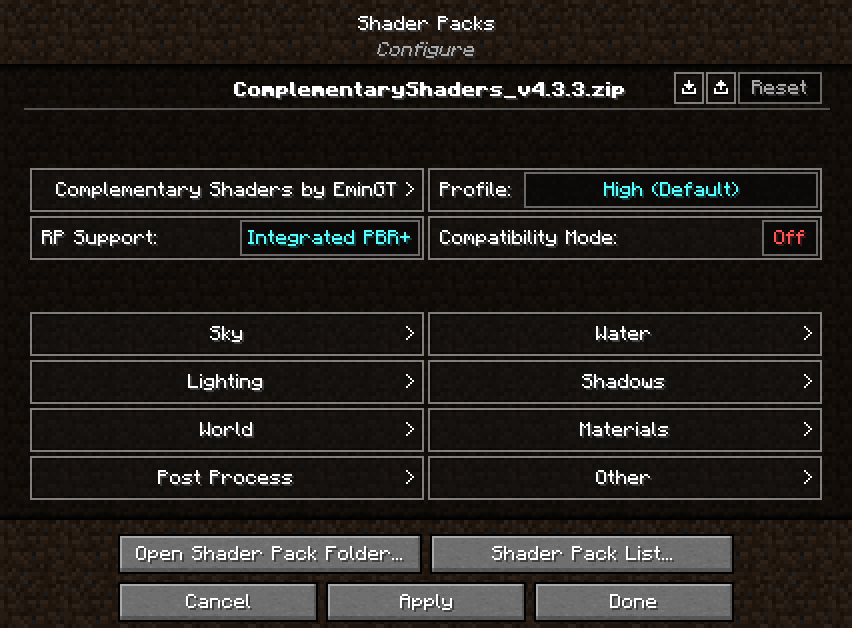 Shader Packs
Configure
ComplementaryShaders_v4.3.3.zip
Reset
Complementary Shaders by EminGT >
Profile: High (Default)
RP Support: Integrated PBR+
Compatibility Mode: Off
Sky >
Water >
Lighting >
Shadows >
World >
Materials >
Post Process >
Other >
Open Shader Pack Folder...
Shader Pack List...
Cancel
Apply
Done